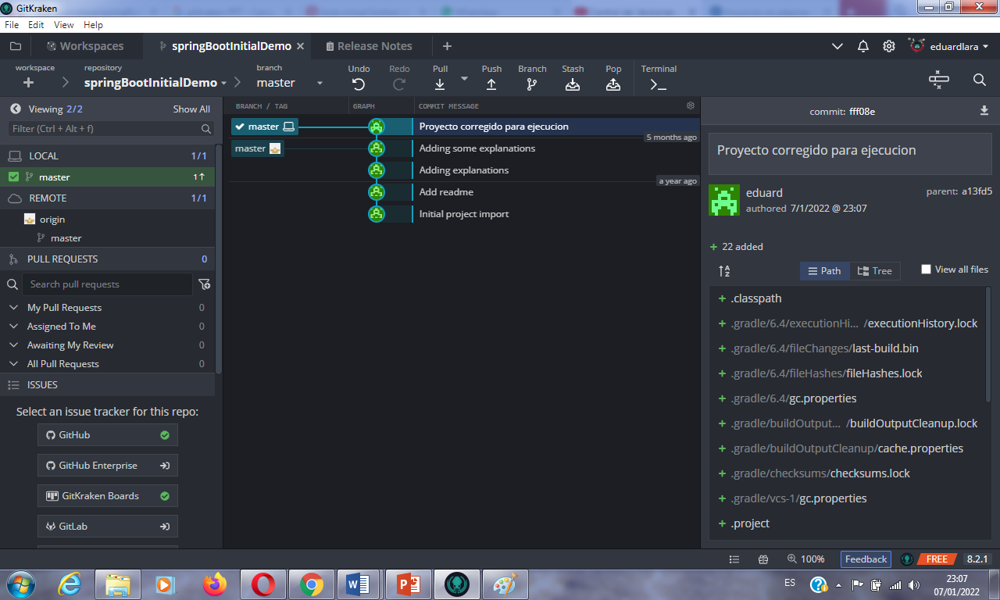 GitKraken
File Edit View Help
Workspaces springBootInitialDemo Release Notes
eduardlara
workspace repository branch
springBootInitialDemo master
Undo Redo Pull Push Branch Stash Pop Terminal
Viewing 2/2 Show All
Filter (Ctrl + Alt + f)
LOCAL 1/1
master 1
REMOTE 1/1
origin
master
PULL REQUESTS 0
Search pull requests
My Pull Requests 0
Assigned To Me 0
Awaiting My Review 0
All Pull Requests 0
ISSUES
Select an issue tracker for this repo:
GitHub
GitHub Enterprise
GitKraken Boards
GitLab
BRANCH / TAG GRAPH COMMIT MESSAGE
master Proyecto corregido para ejecucion
5 months ago
master Adding some explanations
Adding explanations
a year ago
Add readme
Initial project import
commit: fff08e
Proyecto corregido para ejecucion
eduard
authored 7/1/2022 @ 23:07
parent: a13fd5
+ 22 added
Path Tree View all files
+ .classpath
+ .gradle/6.4/executionHi... /executionHistory.lock
+ .gradle/6.4/fileChanges/last-build.bin
+ .gradle/6.4/fileHashes/fileHashes.lock
+ .gradle/6.4/gc.properties
+ .gradle/buildOutput... /buildOutputCleanup.lock
+ .gradle/buildOutputCleanup/cache.properties
+ .gradle/checksums/checksums.lock
+ .gradle/vcs-1/gc.properties
+ .project
100% Feedback FREE 8.2.1
ES
23:07
07/01/2022